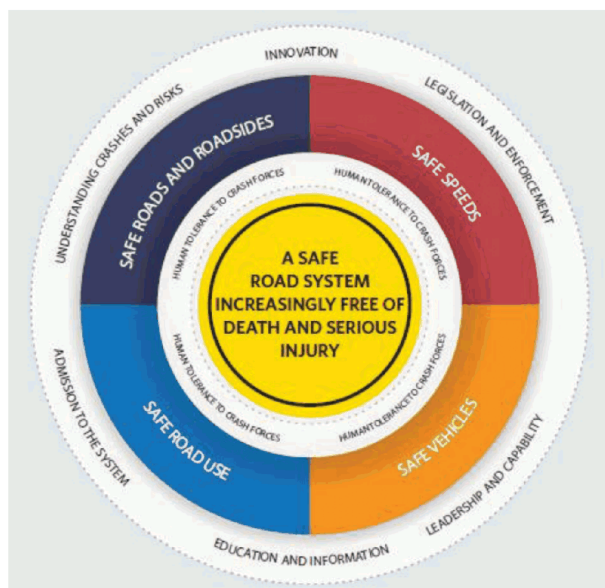 INNOVATION
LEGISLATION AND ENFORCEMENT
LEADERSHIP AND CAPABILITY
EDUCATION AND INFORMATION
ADMISSION TO THE SYSTEM
UNDERSTANDING CRASHES AND RISKS
SAFE ROADS AND ROADSIDES
SAFE SPEEDS
SAFE VEHICLES
SAFE ROAD USE
HUMAN TOLERANCE TO CRASH FORCES
HUMAN TOLERANCE TO CRASH FORCES
HUMAN TOLERANCE TO CRASH FORCES
HUMAN TOLERANCE TO CRASH FORCES
A SAFE
ROAD SYSTEM
INCREASINGLY FREE OF
DEATH AND SERIOUS
INJURY